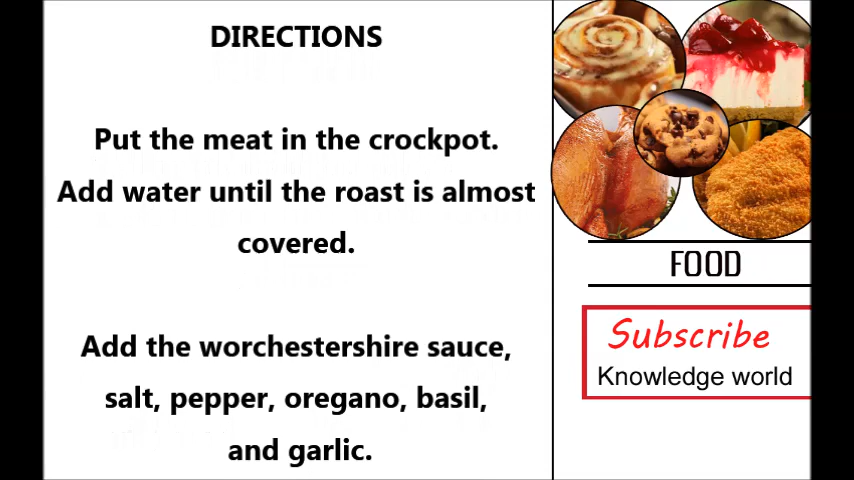 DIRECTIONS
Put the meat in the crockpot.
Add water until the roast is almost
covered.
Add the worchestershire sauce,
salt, pepper, oregano, basil,
and garlic.
FOOD
Subscribe
Knowledge world